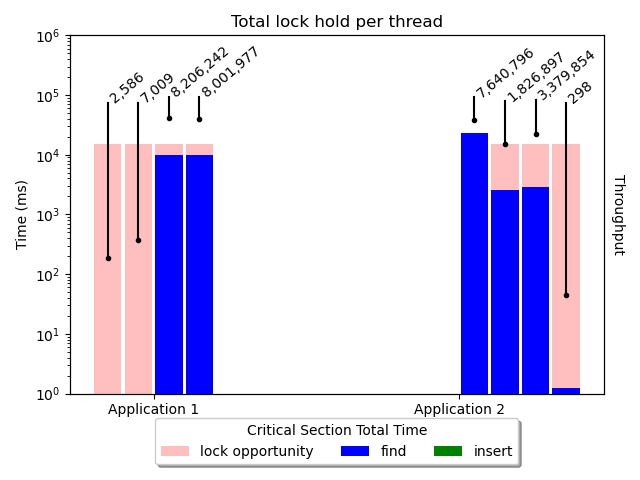 Total lock hold per thread
10^6
10^5
10^4
10^3
10^2
10^1
10^0
Time (ms)
2,586
7,009
8,206,242
8,001,977
7,640,796
1,826,897
3,379,854
298
Throughput
Application 1
Application 2
Critical Section Total Time
lock opportunity
find
insert